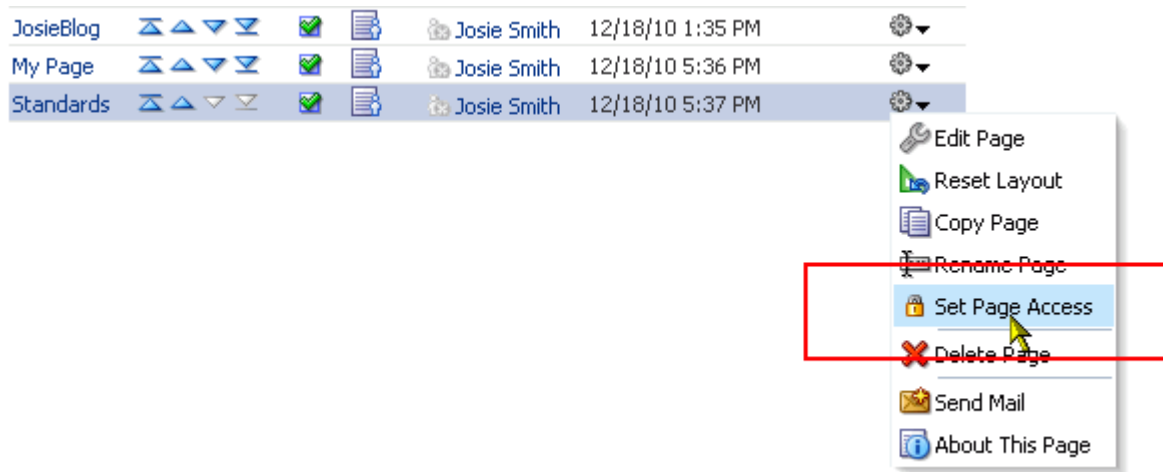 JosieBlog Josie Smith 12/18/10 1:35 PM
My Page Josie Smith 12/18/10 5:36 PM
Standards Josie Smith 12/18/10 5:37 PM
Edit Page
Reset Layout
Copy Page
Rename Page
Set Page Access
Delete Page
Send Mail
About This Page